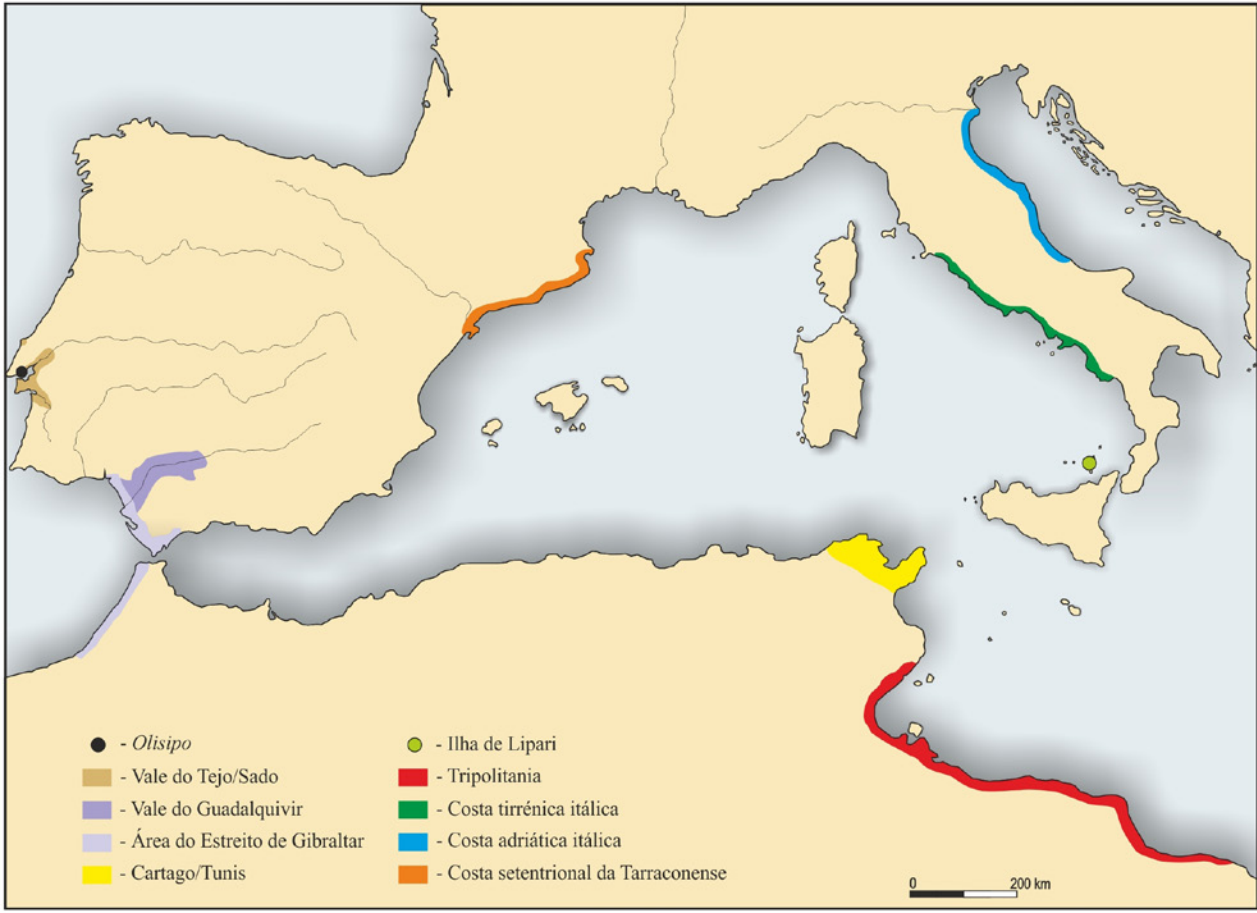 - Olisipo
- Vale do Tejo/Sado
- Vale do Guadalquivir
- Área do Estreito de Gibraltar
- Cartago/Tunis
- Ilha de Lipari
- Tripolitania
- Costa tirrénica itálica
- Costa adriática itálica
- Costa setentrional da Tarraconense
0 200 km